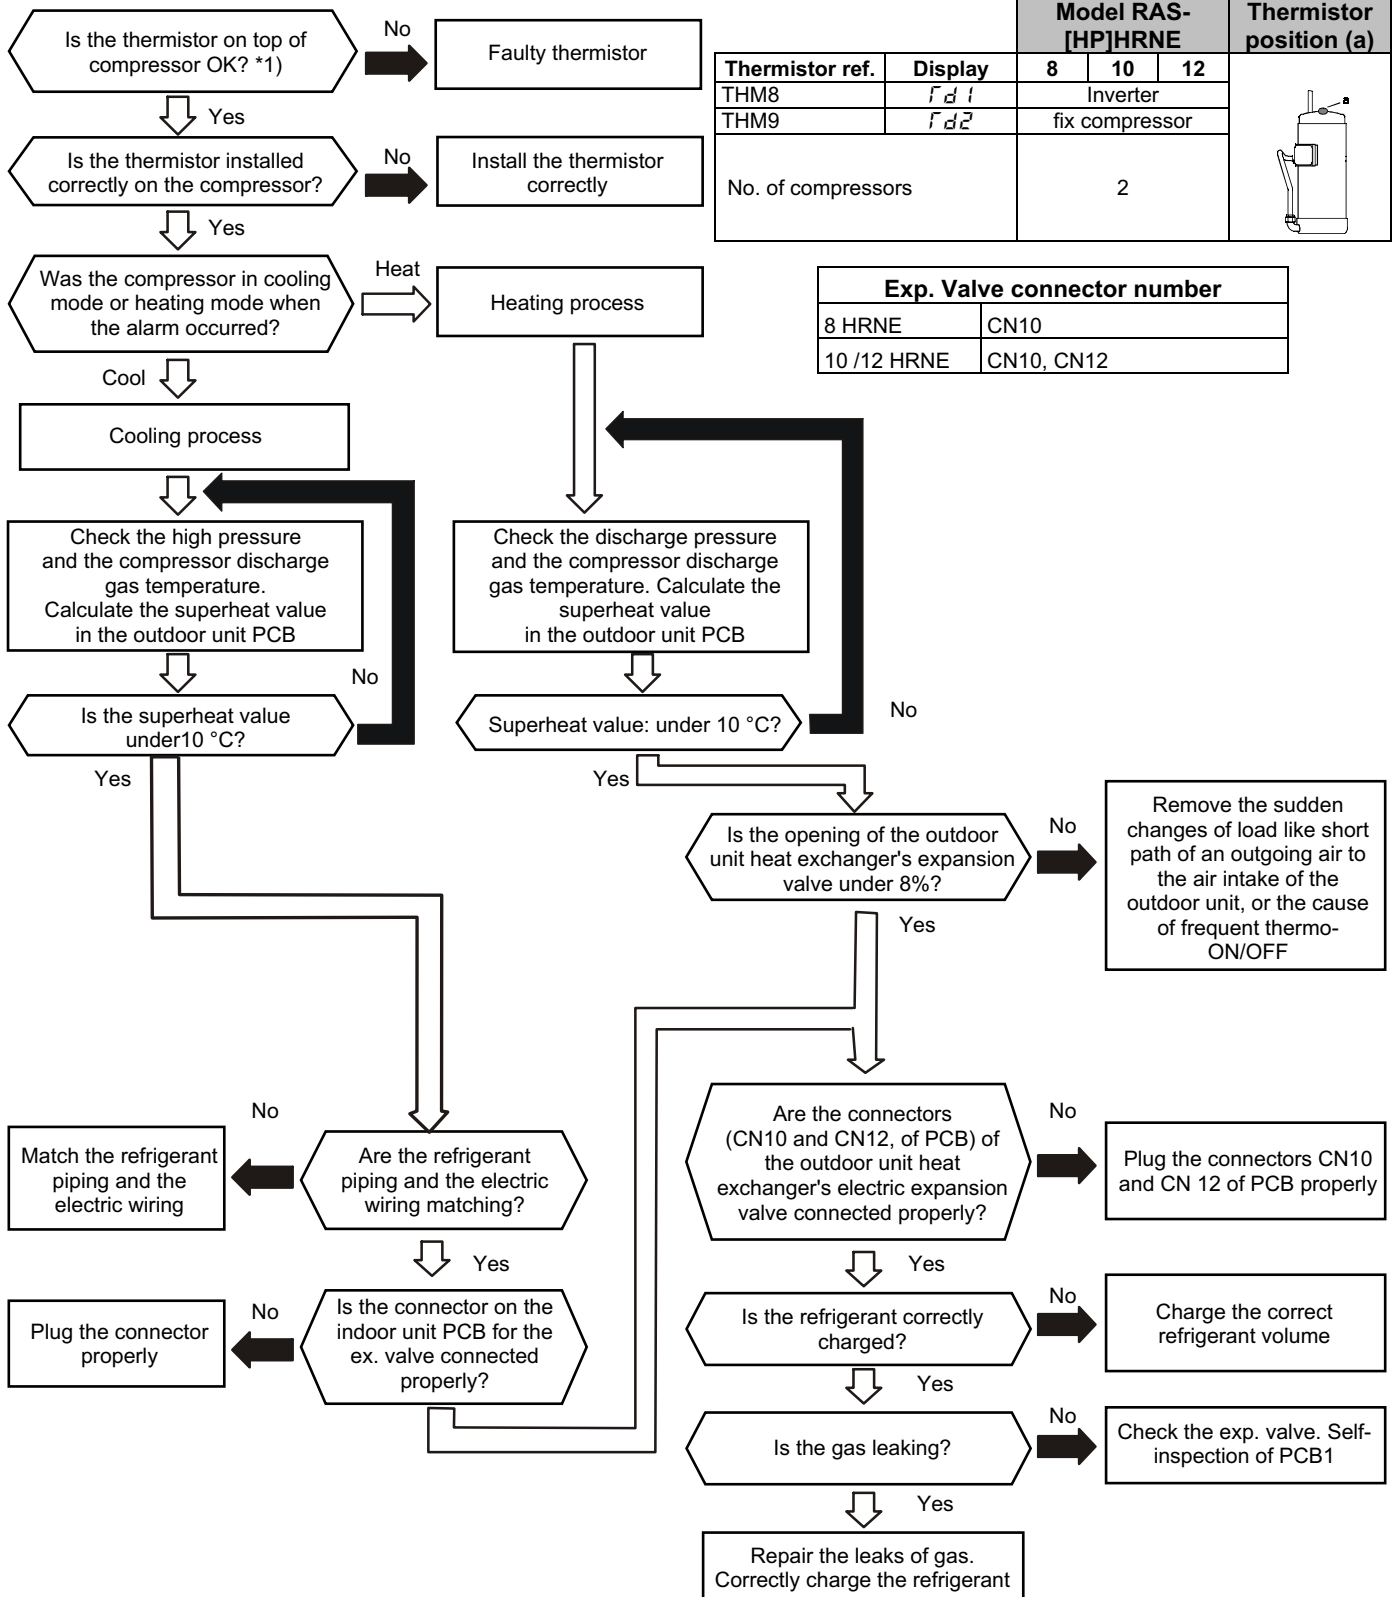 Is the thermistor on top of
compressor OK? *1)
No
Faulty thermistor
Yes
Is the thermistor installed
correctly on the compressor?
No
Install the thermistor
correctly
Yes
Was the compressor in cooling
mode or heating mode when
the alarm occurred?
Heat
Heating process
Cool
Cooling process
Check the high pressure
and the compressor discharge
gas temperature.
Calculate the superheat value
in the outdoor unit PCB
No
Is the superheat value
under10 °C?
Yes
Check the discharge pressure
and the compressor discharge
gas temperature. Calculate the
superheat value
in the outdoor unit PCB
Superheat value: under 10 °C?
No
Yes
Model RAS-
[HP]HRNE
Thermistor
position (a)
Thermistor ref. Display 8 10 12
THM8 Td1 Inverter
THM9 Td2 fix compressor
No. of compressors 2
a
Exp. Valve connector number
8 HRNE CN10
10 /12 HRNE CN10, CN12
Is the opening of the outdoor
unit heat exchanger's expansion
valve under 8%?
No
Remove the sudden
changes of load like short
path of an outgoing air to
the air intake of the
outdoor unit, or the cause
of frequent thermo-
ON/OFF
Yes
Are the refrigerant
piping and the electric
wiring matching?
No
Match the refrigerant
piping and the
electric wiring
Yes
Is the connector on the
indoor unit PCB for the
ex. valve connected
properly?
No
Plug the connector
properly
Are the connectors
(CN10 and CN12, of PCB) of
the outdoor unit heat
exchanger's electric expansion
valve connected properly?
No
Plug the connectors CN10
and CN 12 of PCB properly
Yes
Is the refrigerant correctly
charged?
No
Charge the correct
refrigerant volume
Yes
Is the gas leaking?
No
Check the exp. valve. Self-
inspection of PCB1
Yes
Repair the leaks of gas.
Correctly charge the refrigerant